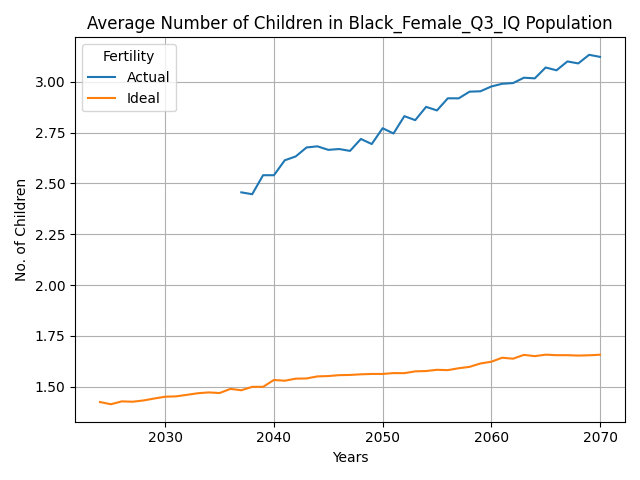 Average Number of Children in Black_Female_Q3_IQ Population
Fertility
Actual
Ideal
No. of Children
3.00
2.75
2.50
2.25
2.00
1.75
1.50
2030
2040
2050
2060
2070
Years